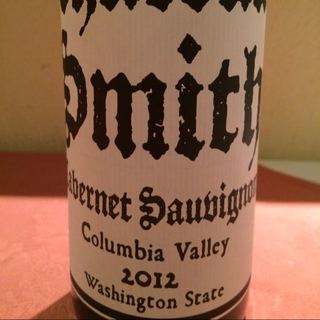 Smith
Cabernet Sauvignon
Columbia Valley
2012
Washington State